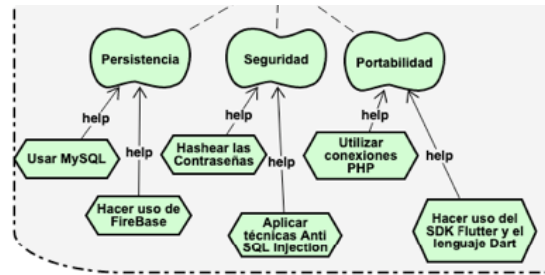 Persistencia
Seguridad
Portabilidad
help
help
help
Usar MySQL
help
Hashear las
Contraseñas
help
Utilizar
conexiones
PHP
help
Hacer uso de
FireBase
Aplicar
técnicas Anti
SQL Injection
Hacer uso del
SDK Flutter y el
lenguaje Dart